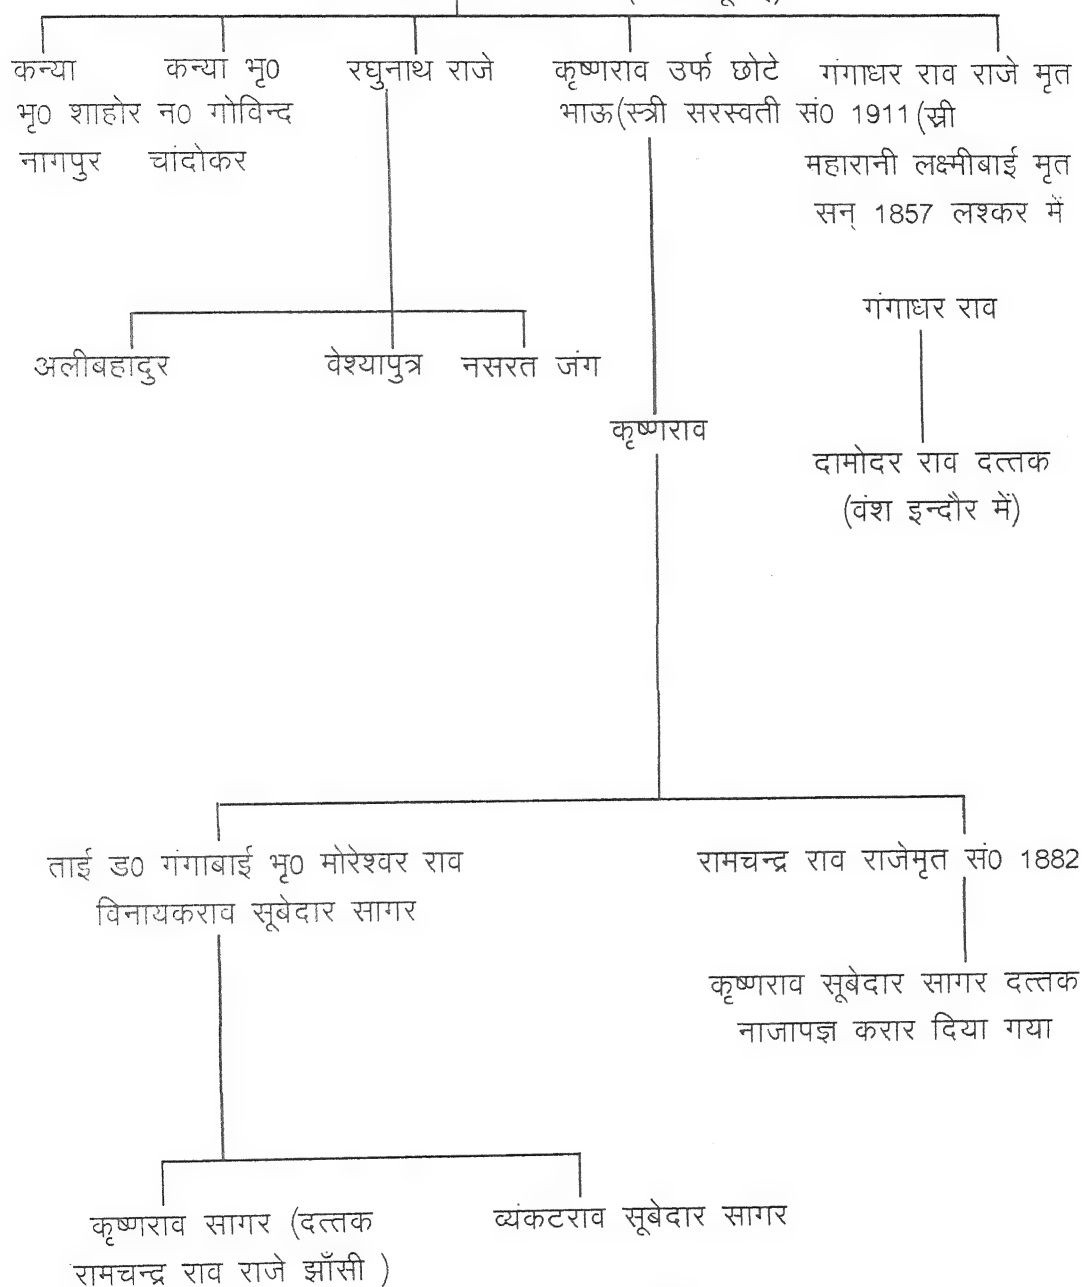 कन्या कन्या भृ0 रघुनाथ राजे कृष्णराव उर्फ छोटे गंगाधर राव राजे मृत
भृ0 शाहोर न0 गोविन्द भाऊ(स्त्री सरस्वती सं0 1911 (स्री
नागपुर चांदोकर महारानी लक्ष्मीबाई मृत
सन् 1857 लश्कर में
गंगाधर राव
अलीबहादुर वेश्यापुत्र नसरत जंग
कृष्णराव
दामोदर राव दत्तक
(वंश इन्दौर में)
ताई ड0 गंगाबाई भृ0 मोरेश्वर राव रामचन्द्र राव राजेमृत सं0 1882
विनायकराव सूबेदार सागर
कृष्णराव सूबेदार सागर दत्तक
नाजापज्ञ करार दिया गया
कृष्णराव सागर (दत्तक व्यंकटराव सूबेदार सागर
रामचन्द्र राव राजे झाँसी )